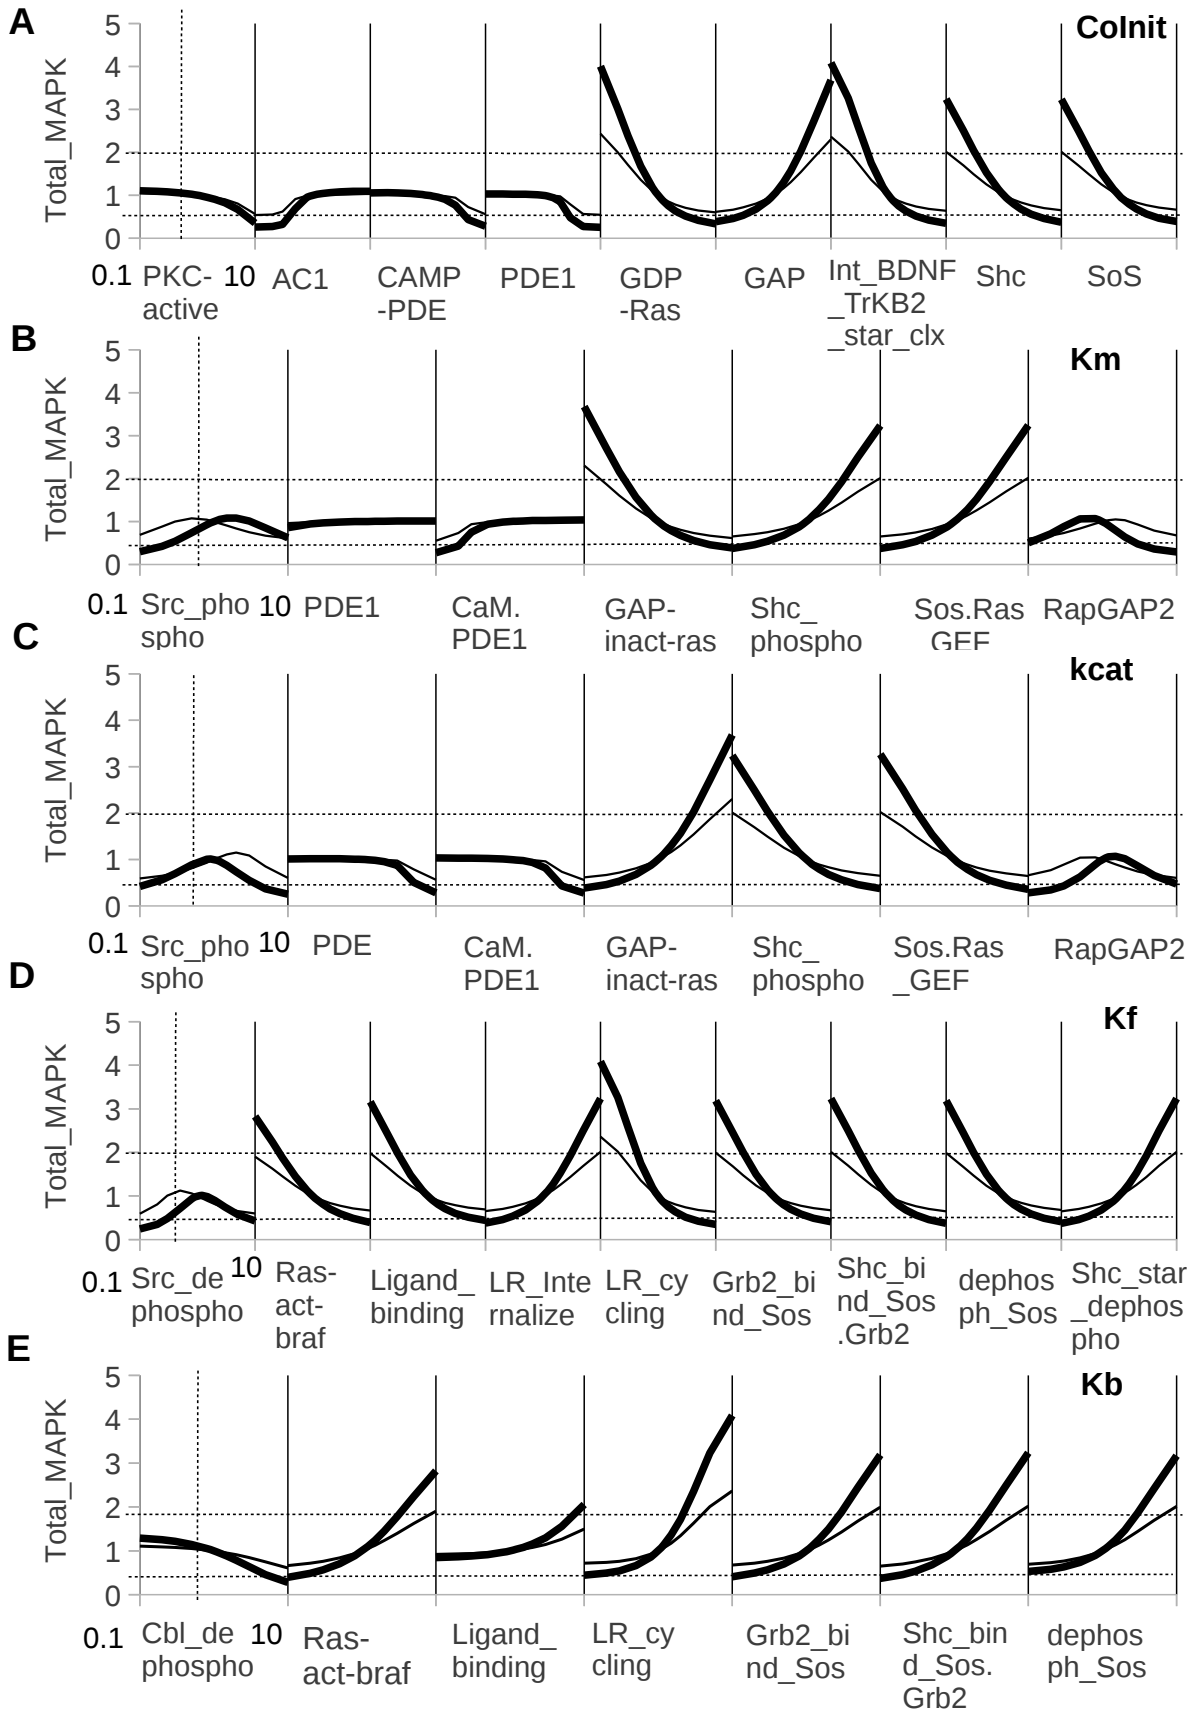 A
CoInit
Total_MAPK
5
4
3
2
1
0
0.1
PKC-
active
10
AC1
CAMP
-PDE
PDE1
GDP
-Ras
GAP
Int_BDNF
_TrKB2
_star_clx
Shc
SoS
B
Km
Total_MAPK
5
4
3
2
1
0
0.1
Src_pho
spho
10
PDE1
CaM.
PDE1
GAP-
inact-ras
Shc_
phospho
Sos.Ras
_GEF
RapGAP2
C
kcat
Total_MAPK
5
4
3
2
1
0
0.1
Src_pho
spho
10
PDE
CaM.
PDE1
GAP-
inact-ras
Shc_
phospho
Sos.Ras
_GEF
RapGAP2
D
Kf
Total_MAPK
5
4
3
2
1
0
0.1
Src_de
phospho
10
Ras-
act-
braf
Ligand_
binding
LR_Inte
rnalize
LR_cy
cling
Grb2_bi
nd_Sos
Shc_bi
nd_Sos
.Grb2
dephos
ph_Sos
Shc_star
_dephos
pho
E
Kb
Total_MAPK
5
4
3
2
1
0
0.1
Cbl_de
phospho
10
Ras-
act-braf
Ligand_
binding
LR_cy
cling
Grb2_bi
nd_Sos
Shc_bin
d_Sos.
Grb2
dephos
ph_Sos